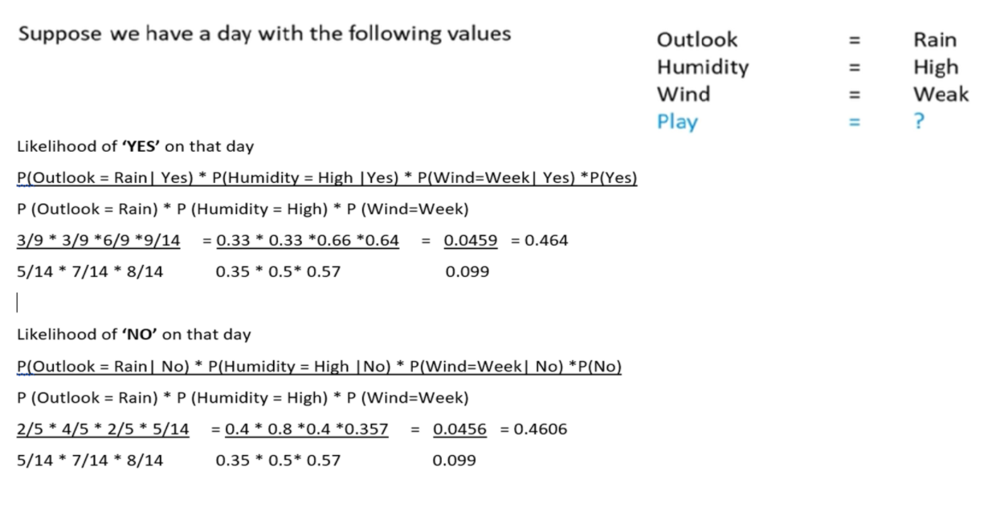 Suppose we have a day with the following values
Outlook = Rain
Humidity = High
Wind = Weak
Play = ?
Likelihood of ‘YES’ on that day
P(Outlook = Rain| Yes) * P(Humidity = High |Yes) * P(Wind=Week| Yes) *P(Yes)
P (Outlook = Rain) * P (Humidity = High) * P (Wind=Week)
3/9 * 3/9 *6/9 *9/14 = 0.33 * 0.33 *0.66 *0.64 = 0.0459 = 0.464
5/14 * 7/14 * 8/14 0.35 * 0.5* 0.57 0.099
Likelihood of ‘NO’ on that day
P(Outlook = Rain| No) * P(Humidity = High |No) * P(Wind=Week| No) *P(No)
P (Outlook = Rain) * P (Humidity = High) * P (Wind=Week)
2/5 * 4/5 * 2/5 * 5/14 = 0.4 * 0.8 *0.4 *0.357 = 0.0456 = 0.4606
5/14 * 7/14 * 8/14 0.35 * 0.5* 0.57 0.099